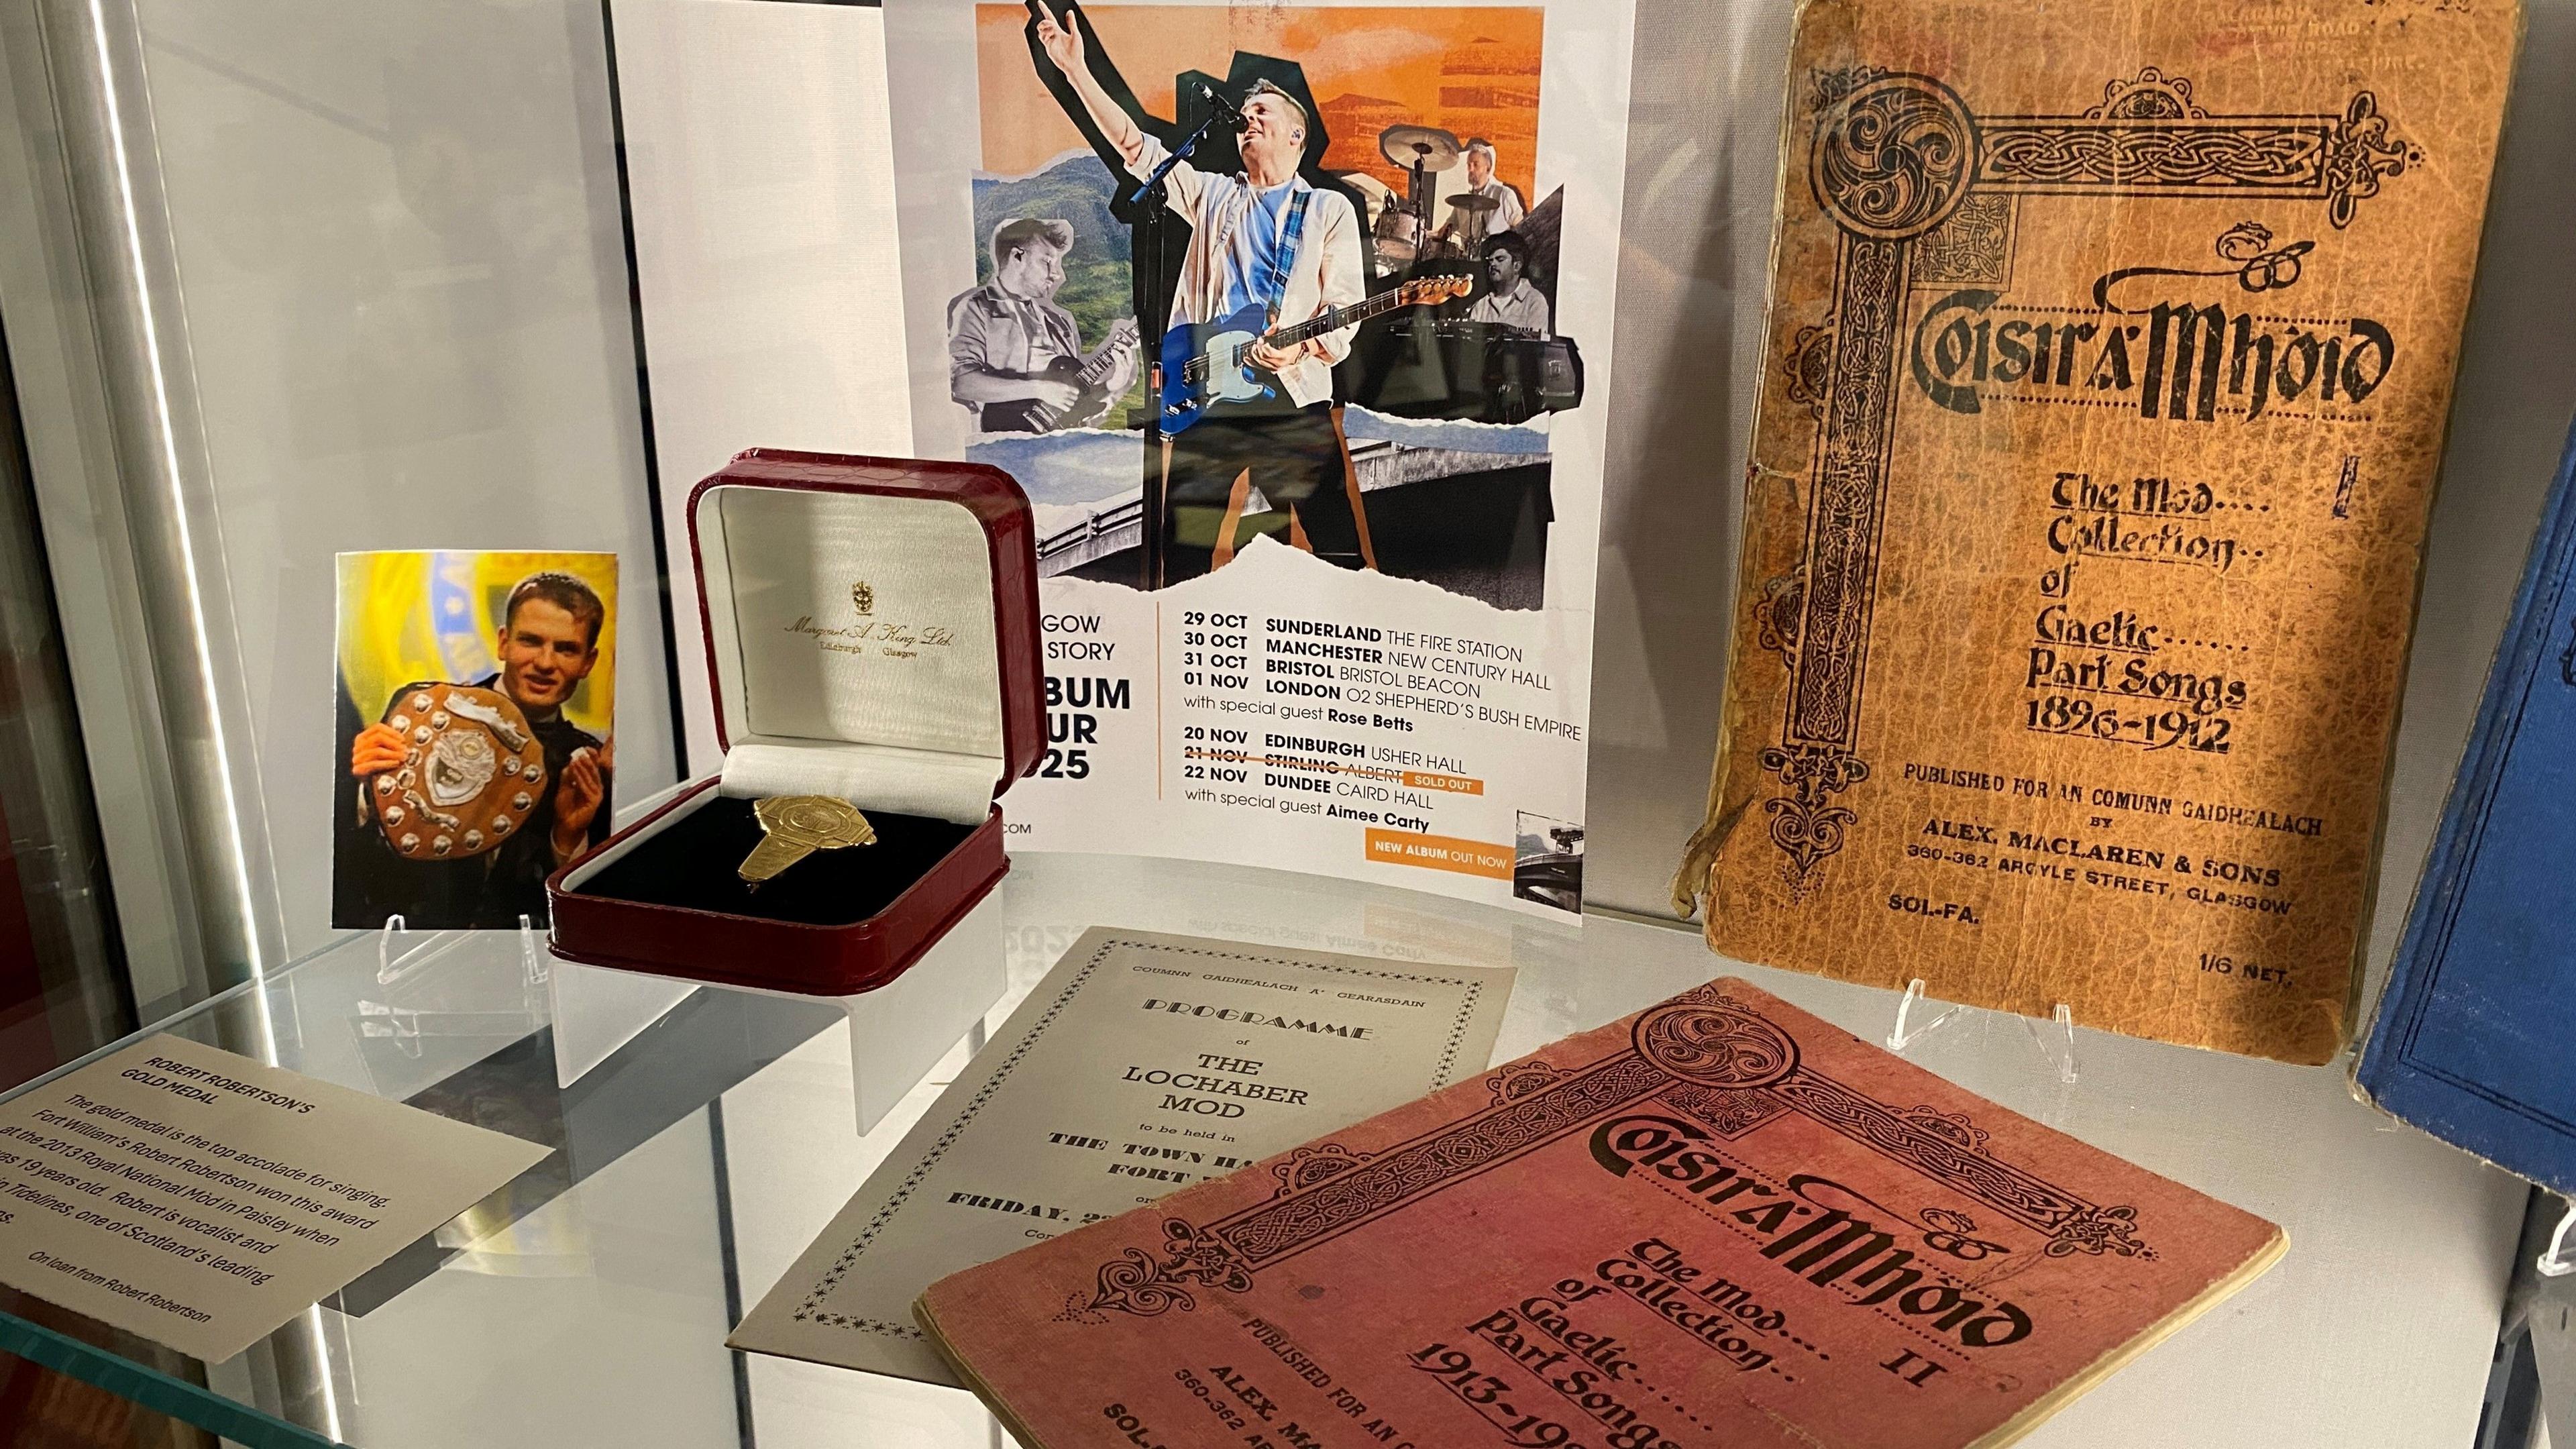 GOW
STORY
BUM
UR
25
COM
29 OCT SUNDERLAND THE FIRE STATION
30 OCT MANCHESTER NEW CENTURY HALL
31 OCT BRISTOL BRISTOL BEACON
01 NOV LONDON O2 SHEPHERD'S BUSH EMPIRE
with special guest Rose Betts
20 NOV EDINBURGH USHER HALL
21 NOV STIRLING ALBERT SOLD OUT
22 NOV DUNDEE CAIRD HALL
with special guest Aimee Carty
NEW ALBUM OUT NOW
Margaret A. King Ltd.
Edinburgh Glasgow
ROBERT ROBERTSON'S
GOLD MEDAL
The gold medal is the top accolade for singing.
Fort William's Robert Robertson won this award
at the 2013 Royal National Mòd in Paisley when
19 years old. Robert is vocalist and
in Tidelines, one of Scotland's leading
On loan from Robert Robertson
COUMNN GAIDHEALACH A' GEARASDAIN
PROGRAMME
of
THE
LOCHABER
MOD
to be held in
THE TOWN HA
FORT
FRIDAY, 2
Coisir a' Mhòid
The Mod....
Collection..
of
Gaelic......
Part Songs
1896-1912
PUBLISHED FOR AN COMUNN GAIDHEALACH
BY
ALEX. MACLAREN & SONS
360-362 ARGYLE STREET, GLASGOW
SOL-FA.
1/6 NET.
Coisir a' Mhòid
II
The Mod....
Collection..
of
Gaelic......
Part Songs
1913-19
PUBLISHED FOR AN
ALEX. MA
360-362 AR
SOL-